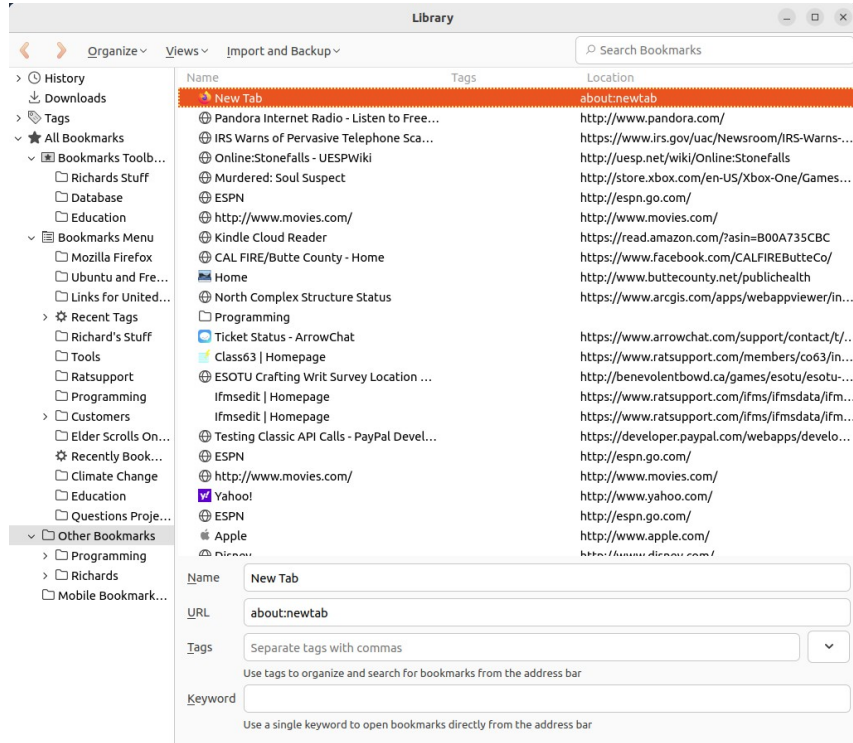 Library
Organize Views Import and Backup Search Bookmarks
History
Downloads
Tags
All Bookmarks
Bookmarks Toolb...
Richards Stuff
Database
Education
Bookmarks Menu
Mozilla Firefox
Ubuntu and Fre...
Links for United...
Recent Tags
Richard's Stuff
Tools
Ratsupport
Programming
Customers
Elder Scrolls On...
Recently Book...
Climate Change
Education
Questions Proje...
Other Bookmarks
Programming
Richards
Mobile Bookmark...
Name Tags Location
New Tab about:newtab
Pandora Internet Radio - Listen to Free... http://www.pandora.com/
IRS Warns of Pervasive Telephone Sca... https://www.irs.gov/uac/Newsroom/IRS-Warns-...
Online:Stonefalls - UESPWiki http://uesp.net/wiki/Online:Stonefalls
Murdered: Soul Suspect http://store.xbox.com/en-US/Xbox-One/Games...
ESPN http://espn.go.com/
http://www.movies.com/ http://www.movies.com/
Kindle Cloud Reader https://read.amazon.com/?asin=B00A735CBC
CAL FIRE/Butte County - Home https://www.facebook.com/CALFIREButteCo/
Home http://www.buttecounty.net/publichealth
North Complex Structure Status https://www.arcgis.com/apps/webappviewer/in...
Programming
Ticket Status - ArrowChat https://www.arrowchat.com/support/contact/t/...
Class63 | Homepage https://www.ratsupport.com/members/co63/in...
ESOTU Crafting Writ Survey Location ... http://benevolentbowd.ca/games/esotu/esotu-...
Ifmsedit | Homepage https://www.ratsupport.com/ifms/ifmsdata/ifm...
Ifmsedit | Homepage https://www.ratsupport.com/ifms/ifmsdata/ifm...
Testing Classic API Calls - PayPal Devel... https://developer.paypal.com/webapps/develo...
ESPN http://espn.go.com/
http://www.movies.com/ http://www.movies.com/
Yahoo! http://www.yahoo.com/
ESPN http://espn.go.com/
Apple http://www.apple.com/
Disney http://www.disney.com/
Name New Tab
URL about:newtab
Tags Separate tags with commas
Use tags to organize and search for bookmarks from the address bar
Keyword
Use a single keyword to open bookmarks directly from the address bar